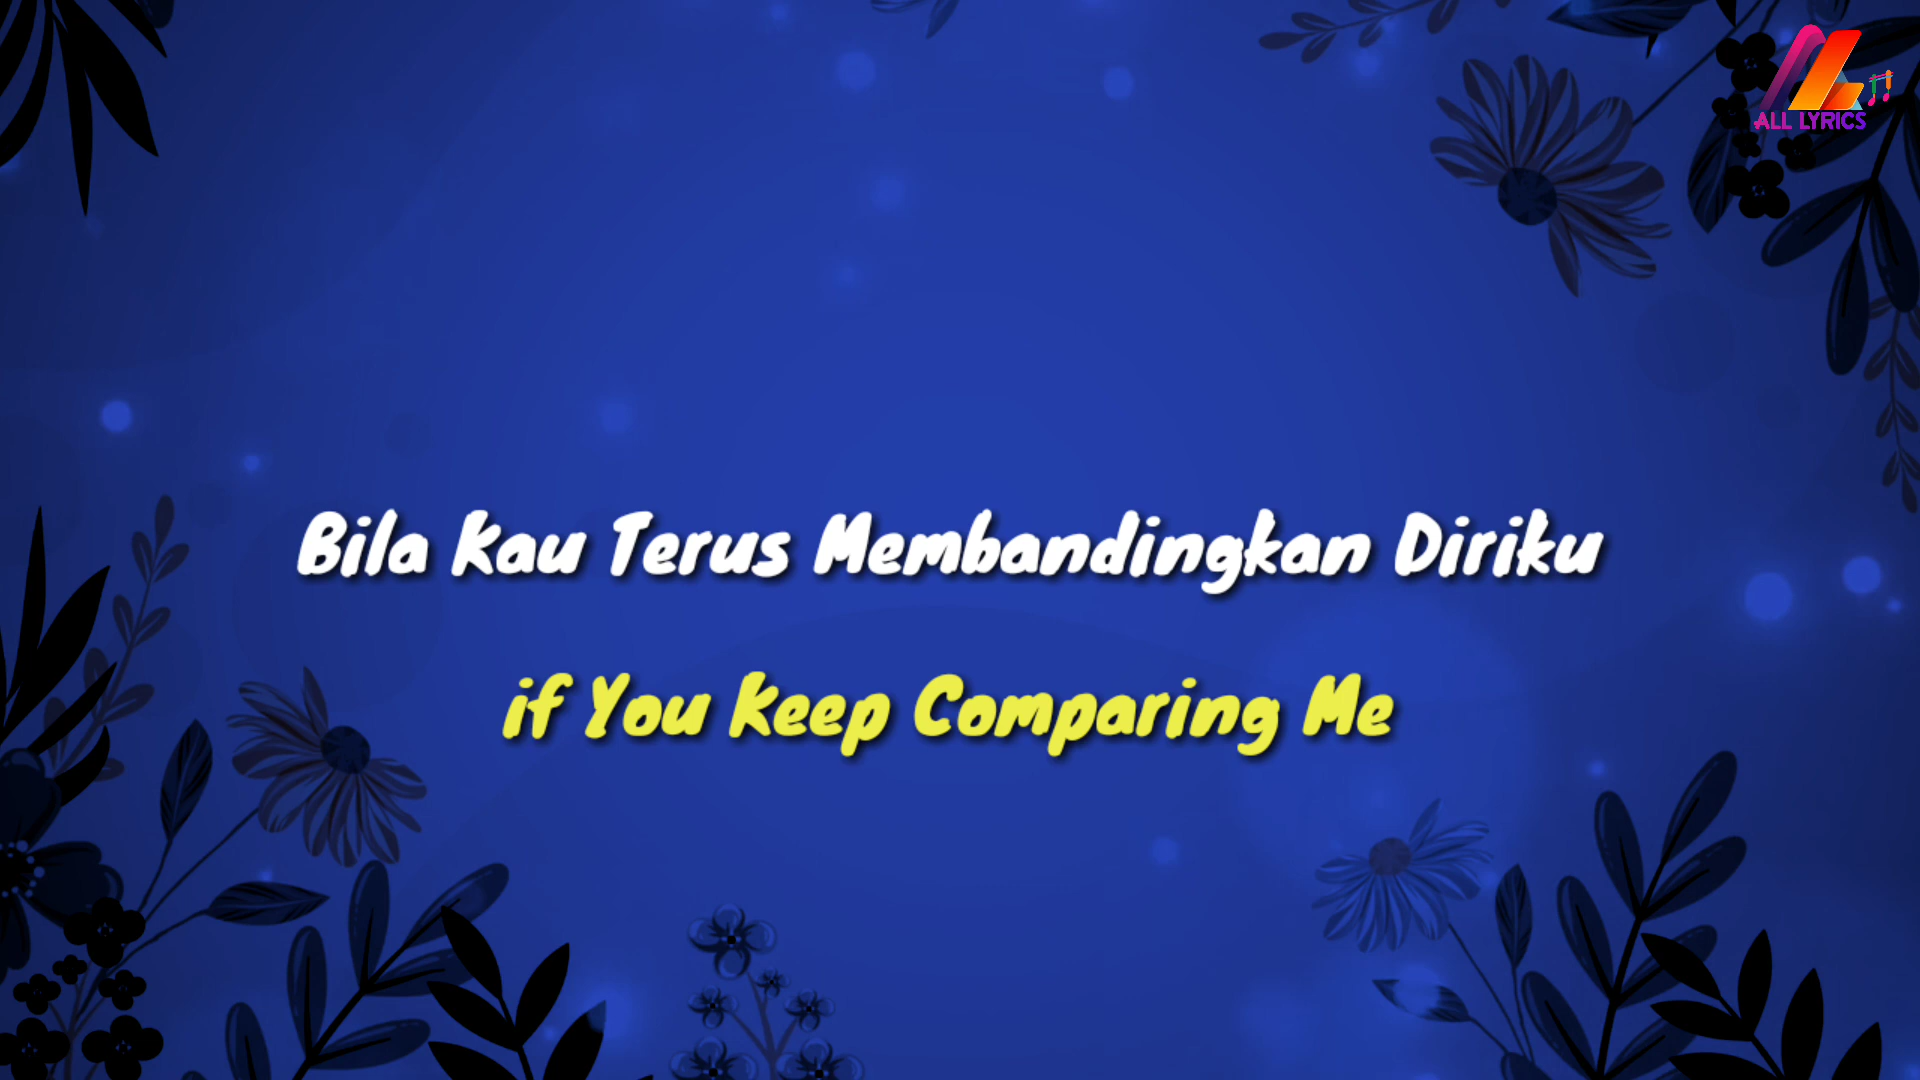 ALL LYRICS
Bila Kau Terus Membandingkan Diriku
if You Keep Comparing Me